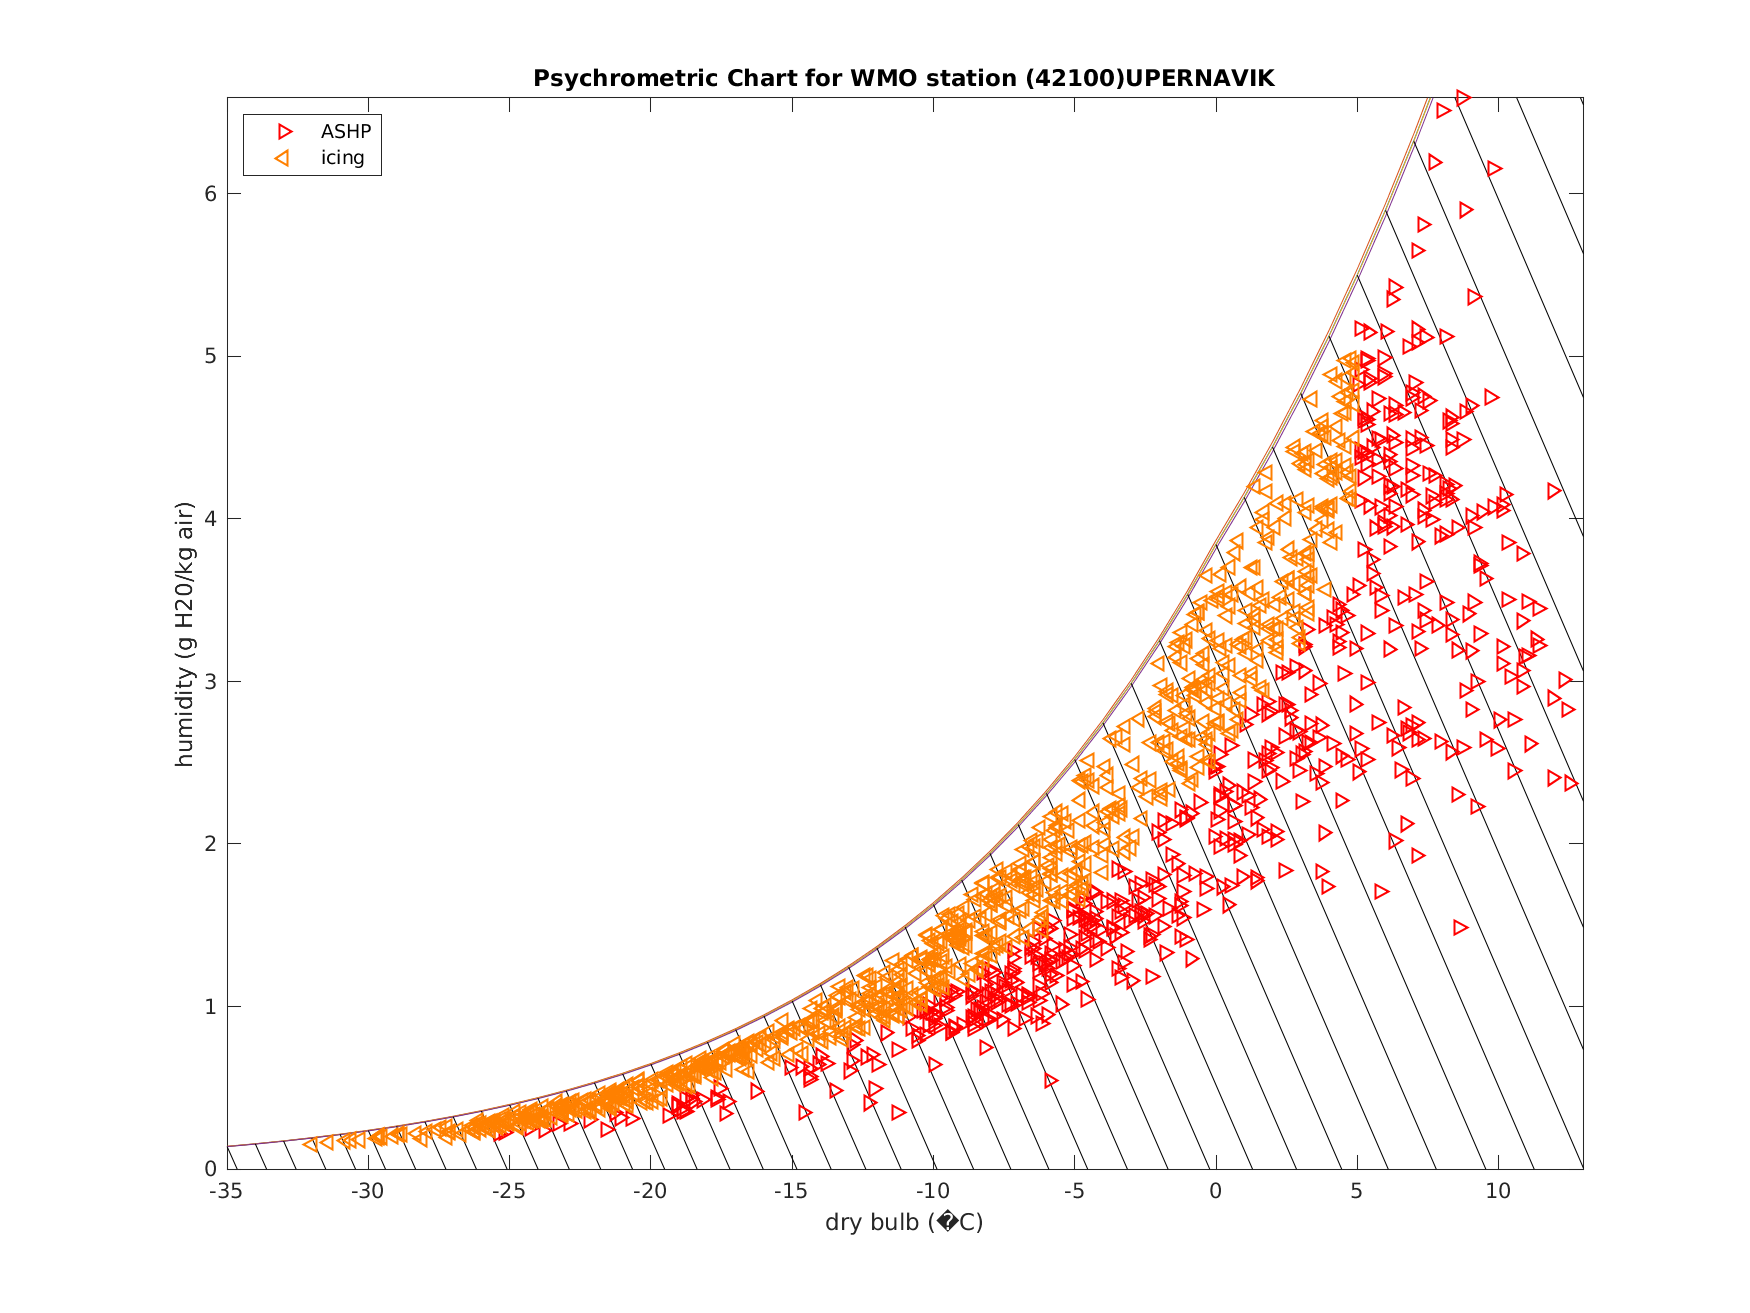 Psychrometric Chart for WMO station (42100)UPERNAVIK
ASHP
icing
humidity (g H20/kg air)
6
5
4
3
2
1
0
-35 -30 -25 -20 -15 -10 -5 0 5 10
dry bulb (�C)